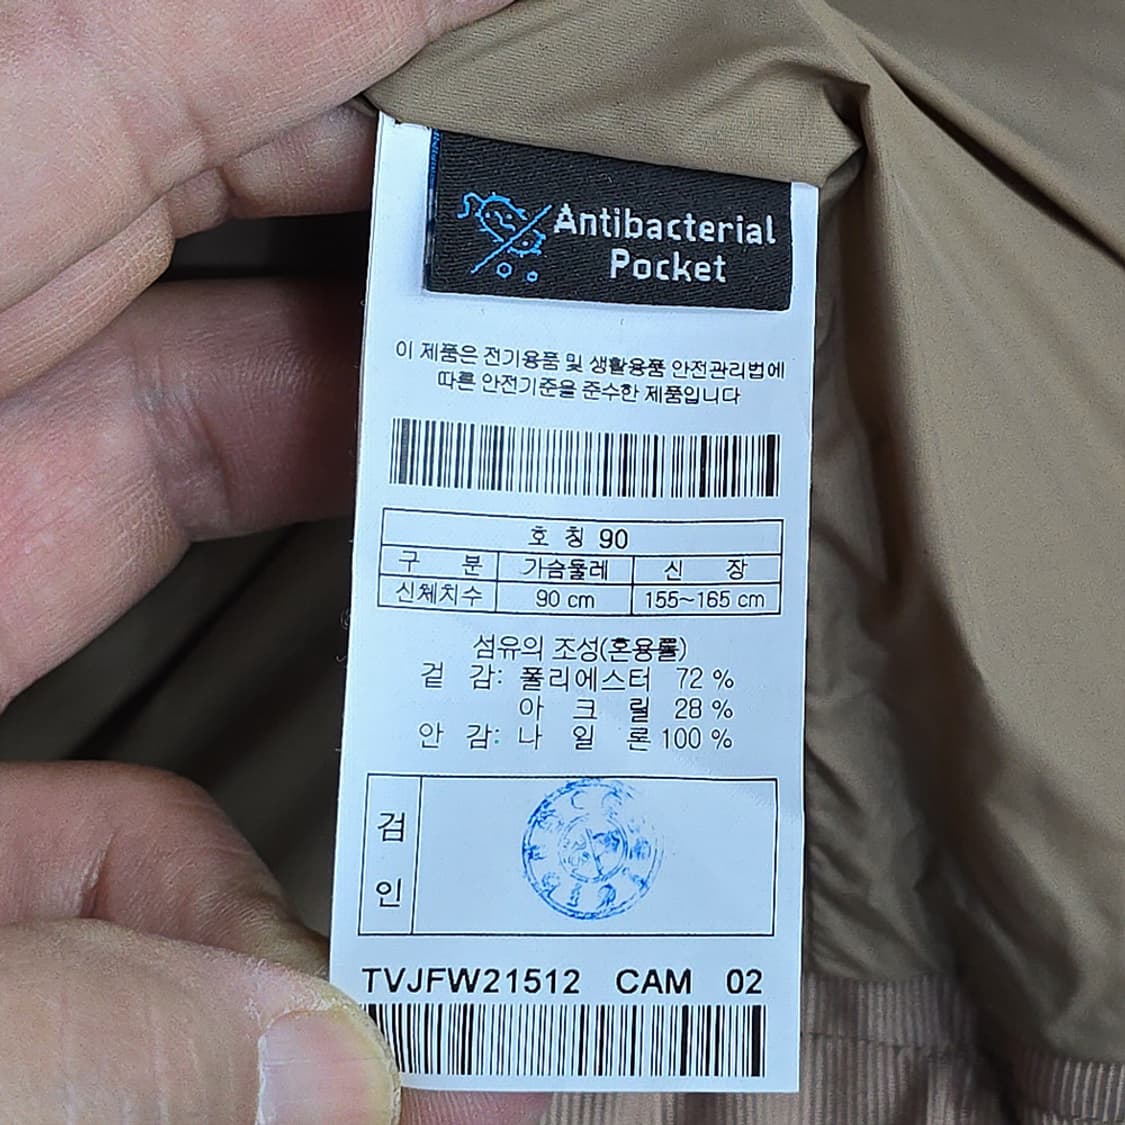 Antibacterial
Pocket
이 제품은 전기용품 및 생활용품 안전관리법에
따른 안전기준을 준수한 제품입니다
호 칭 90
구 분 가슴둘레 신 장
신체치수 90 cm 155~165 cm
섬유의 조성(혼용률)
겉 감: 폴리에스터 72 %
아 크 릴 28 %
안 감: 나 일 론 100 %
검
인
TVJFW21512 CAM 02